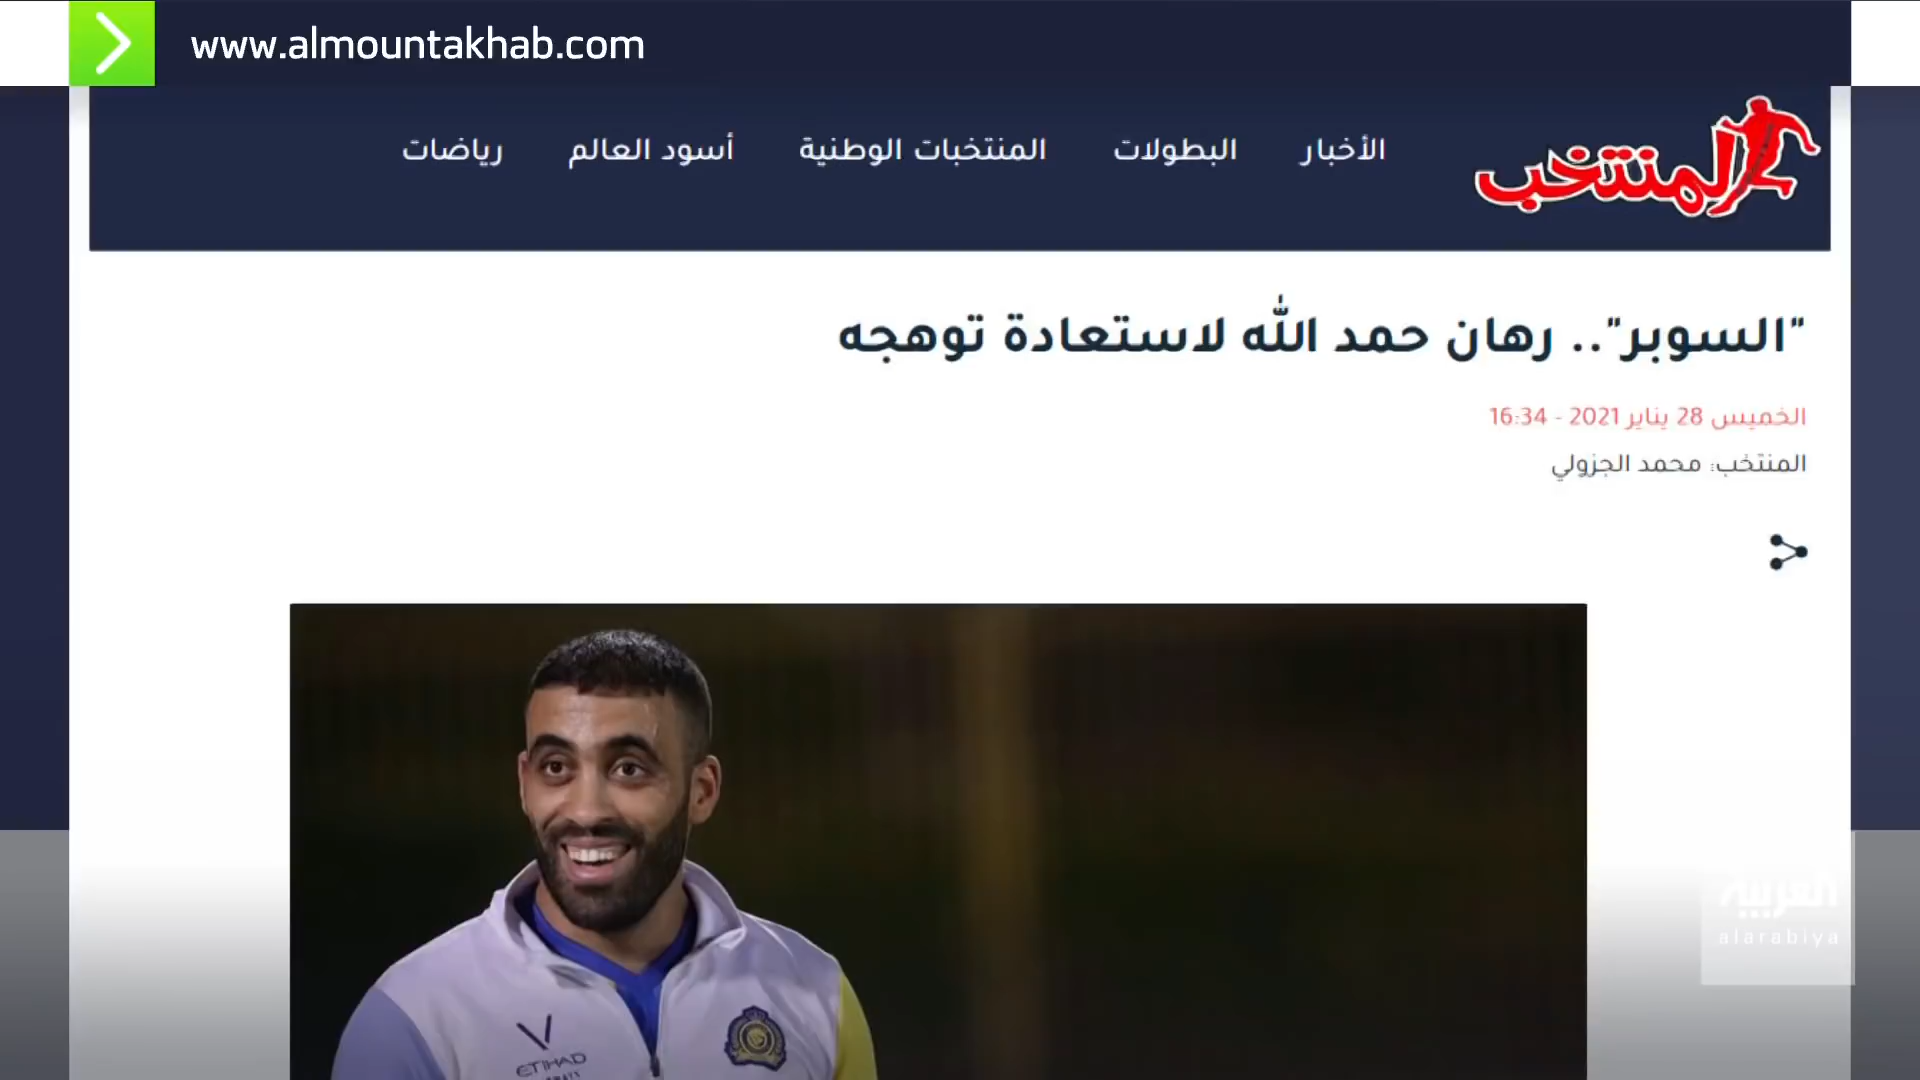 www.almountakhab.com
المنتخب
الأخبار البطولات المنتخبات الوطنية أسود العالم رياضات
"السوبر".. رهان حمد الله لاستعادة توهجه
الخميس 28 يناير 2021 - 16:34
المنتخب: محمد الجزولي
العربية
alarabiya
ETIHAD